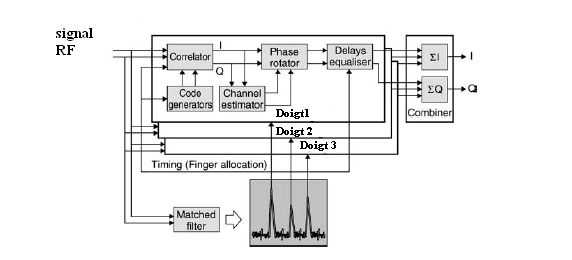 signal
RF
Correlator
I
Q
Phase
rotator
Delays
equaliser
Code
generators
Channel
estimator
ΣI
ΣQ
I
Q
Combiner
Doigt1
Doigt 2
Doigt 3
Timing (Finger allocation)
Matched
filter